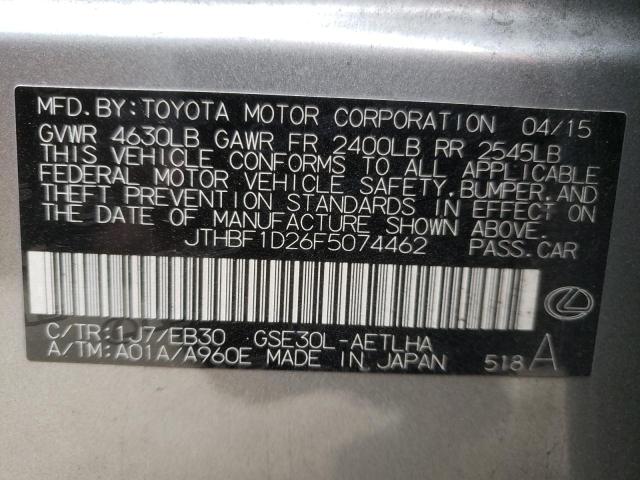 MFD. BY: TOYOTA MOTOR CORPORATION 04/15
GVWR 4630LB GAWR FR 2400LB RR 2545LB
THIS VEHICLE CONFORMS TO ALL APPLICABLE
FEDERAL MOTOR VEHICLE SAFETY, BUMPER, AND
THEFT PREVENTION STANDARDS IN EFFECT ON
THE DATE OF MANUFACTURE SHOWN ABOVE.
JTHBF1D26F5074462 PASS. CAR
C/TR: 1J7/EB30 GSE30L-AETLHA
A/TM: A01A/A960E MADE IN JAPAN 518 A